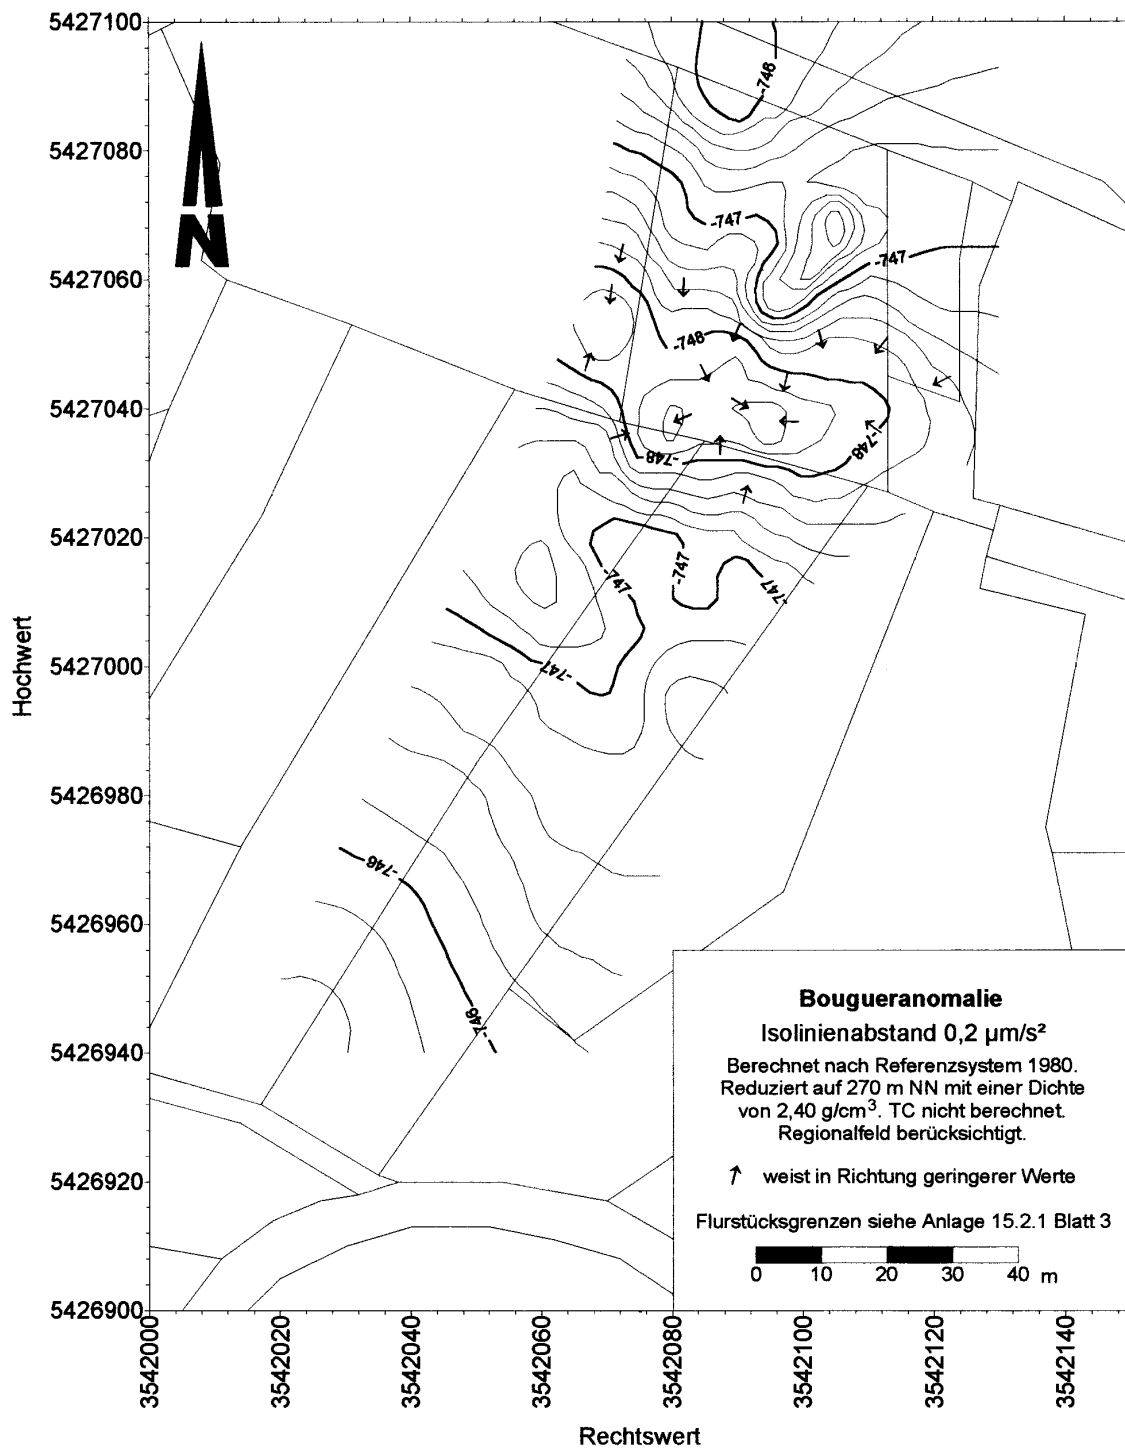 5427100
5427080
5427060
5427040
5427020
5427000
5426980
5426960
5426940
5426920
5426900
Hochwert
N
-746
-747
-747
-748
-748
-748
-747
-747
-747
-747
-746
-746
Bougueranomalie
Isolinienabstand 0,2 µm/s²
Berechnet nach Referenzsystem 1980.
Reduziert auf 270 m NN mit einer Dichte
von 2,40 g/cm³. TC nicht berechnet.
Regionalfeld berücksichtigt.
weist in Richtung geringerer Werte
Flurstücksgrenzen siehe Anlage 15.2.1 Blatt 3
0 10 20 30 40 m
3542000
3542020
3542040
3542060
3542080
3542100
3542120
3542140
Rechtswert